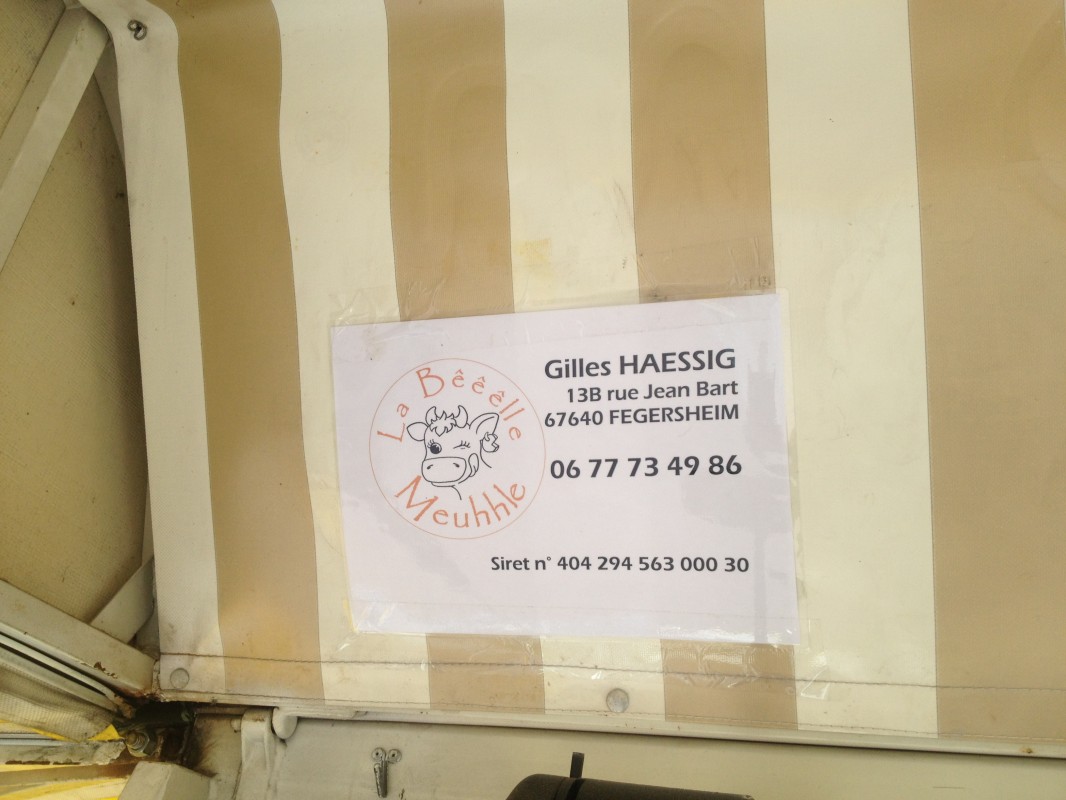 La Bêêêlle
Meuhhle
Gilles HAESSIG
13B rue Jean Bart
67640 FEGERSHEIM
06 77 73 49 86
Siret n° 404 294 563 000 30